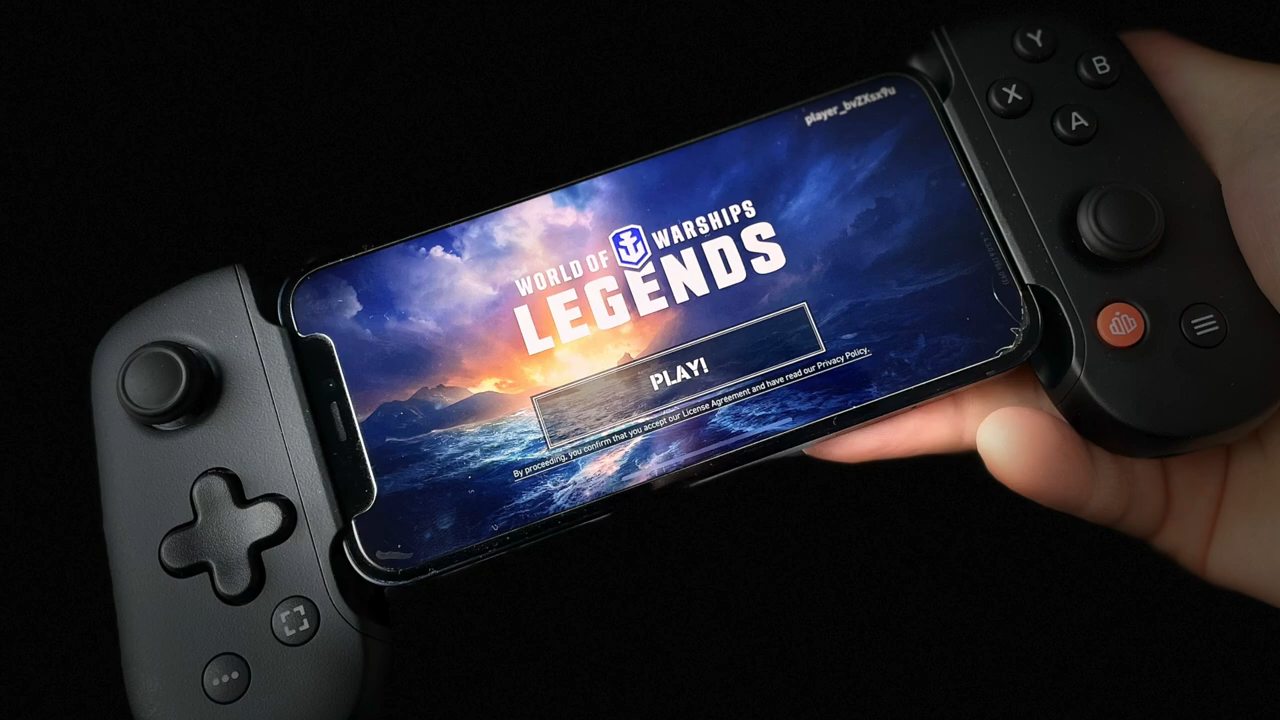 player_bvZXsx9u
WORLD OF WARSHIPS
LEGENDS
PLAY!
By proceeding, you confirm that you accept our License Agreement and have read our Privacy Policy.
Y
B
X
A